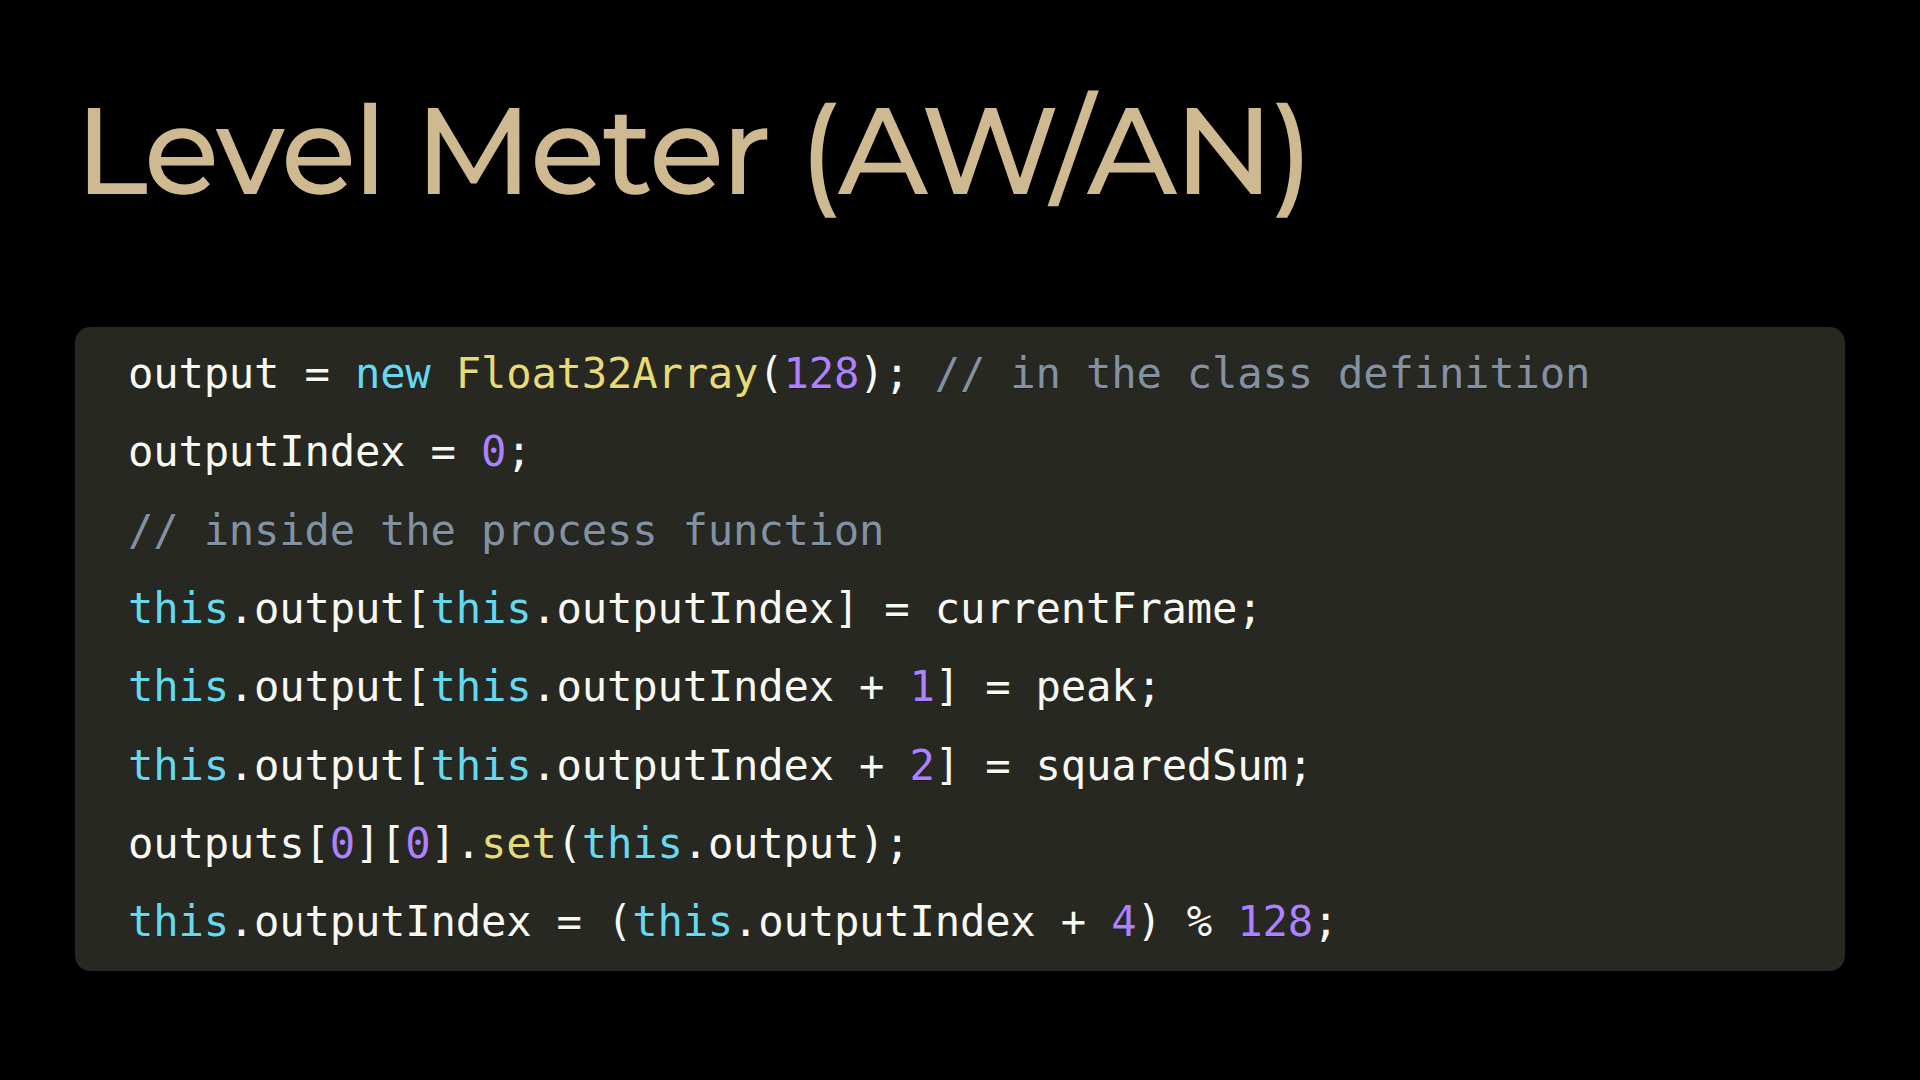 Level Meter (AW/AN)
output = new Float32Array(128); // in the class definition
outputIndex = 0;
// inside the process function
this.output[this.outputIndex] = currentFrame;
this.output[this.outputIndex + 1] = peak;
this.output[this.outputIndex + 2] = squaredSum;
outputs[0][0].set(this.output);
this.outputIndex = (this.outputIndex + 4) % 128;